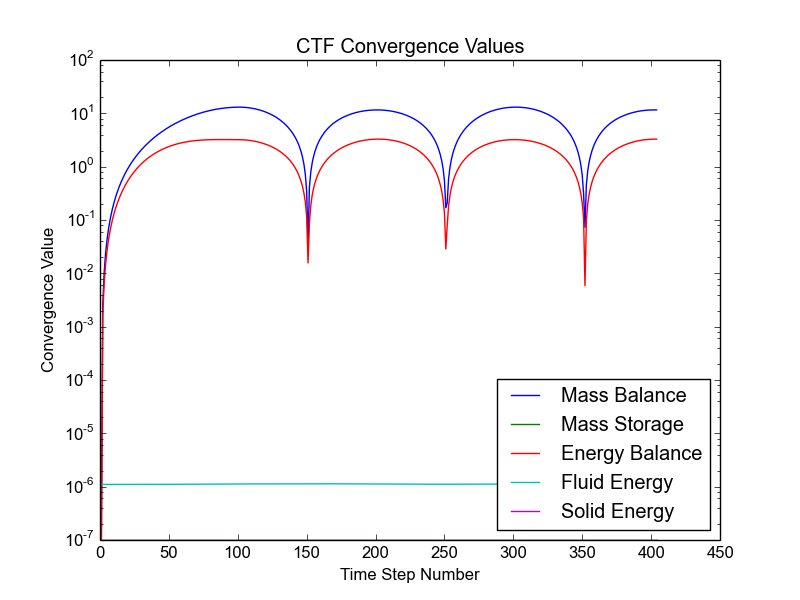 CTF Convergence Values
10^2
10^1
10^0
10^-1
10^-2
10^-3
10^-4
10^-5
10^-6
10^-7
Convergence Value
Mass Balance
Mass Storage
Energy Balance
Fluid Energy
Solid Energy
0 50 100 150 200 250 300 350 400 450
Time Step Number